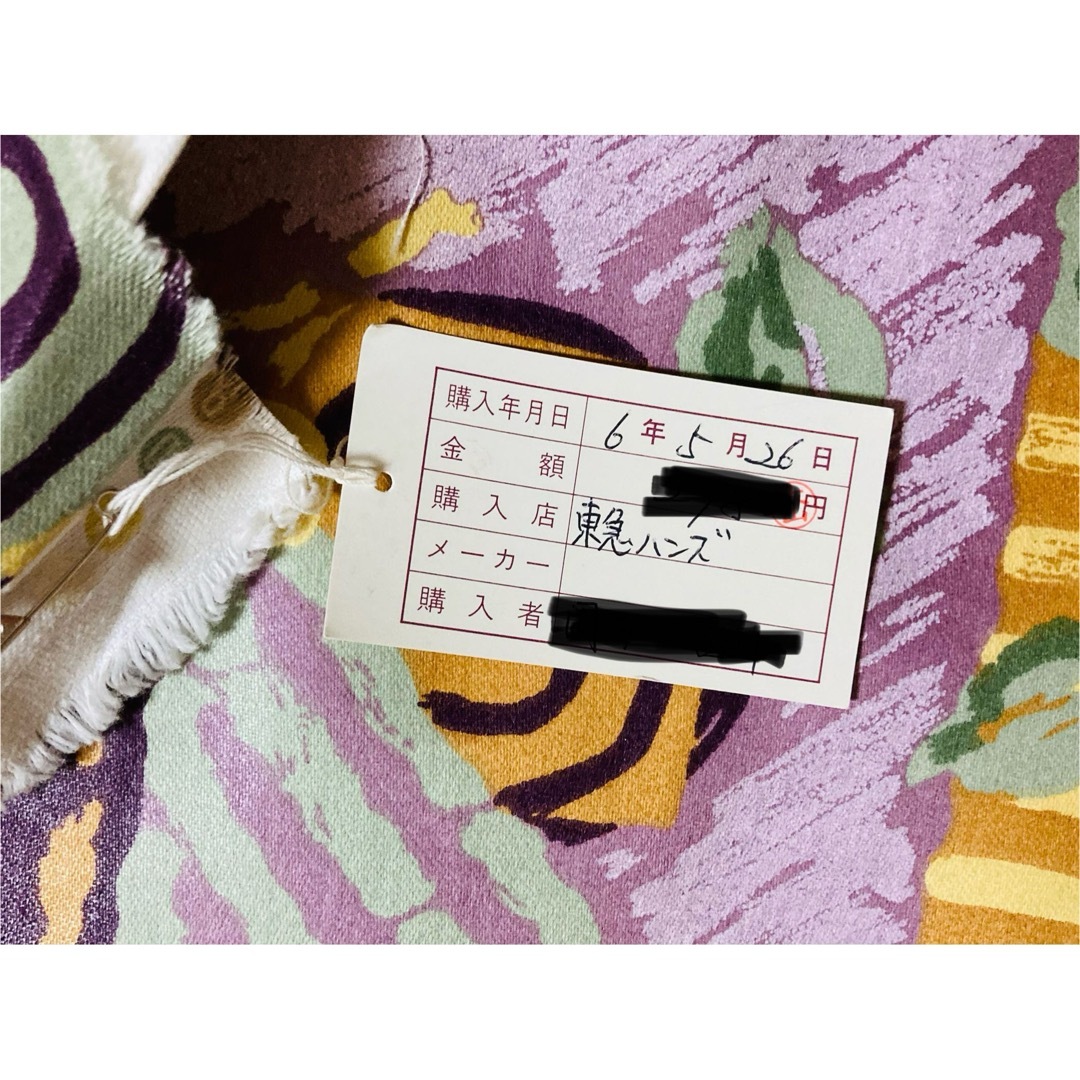 購入年月日 6年5月26日
金額 円
購入店 東急ハンズ
メーカー
購入者